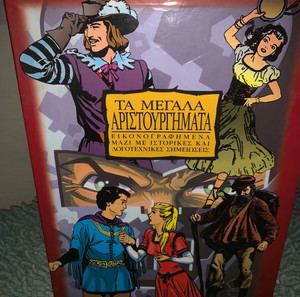 ΤΑ ΜΕΓΑΛΑ
ΑΡΙΣΤΟΥΡΓΗΜΑΤΑ
ΕΙΚΟΝΟΓΡΑΦΗΜΕΝΑ
ΜΑΖΙ ΜΕ ΙΣΤΟΡΙΚΕΣ ΚΑΙ
ΛΟΓΟΤΕΧΝΙΚΕΣ ΣΗΜΕΙΩΣΕΙΣ